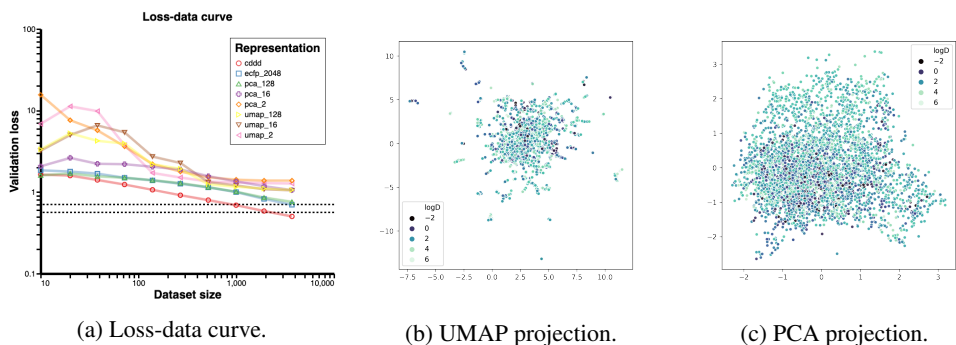 Loss-data curve
Validation loss
100
10
1
0.1
10
100
1,000
10,000
Dataset size
Representation
cddd
ecfp_2048
pca_128
pca_16
pca_2
umap_128
umap_16
umap_2
(a) Loss-data curve.
10
5
0
−5
−10
−7.5
−5.0
−2.5
0.0
2.5
5.0
7.5
10.0
logD
−2
0
2
4
6
(b) UMAP projection.
3
2
1
0
−1
−2
−2
−1
0
1
2
3
logD
−2
0
2
4
6
(c) PCA projection.